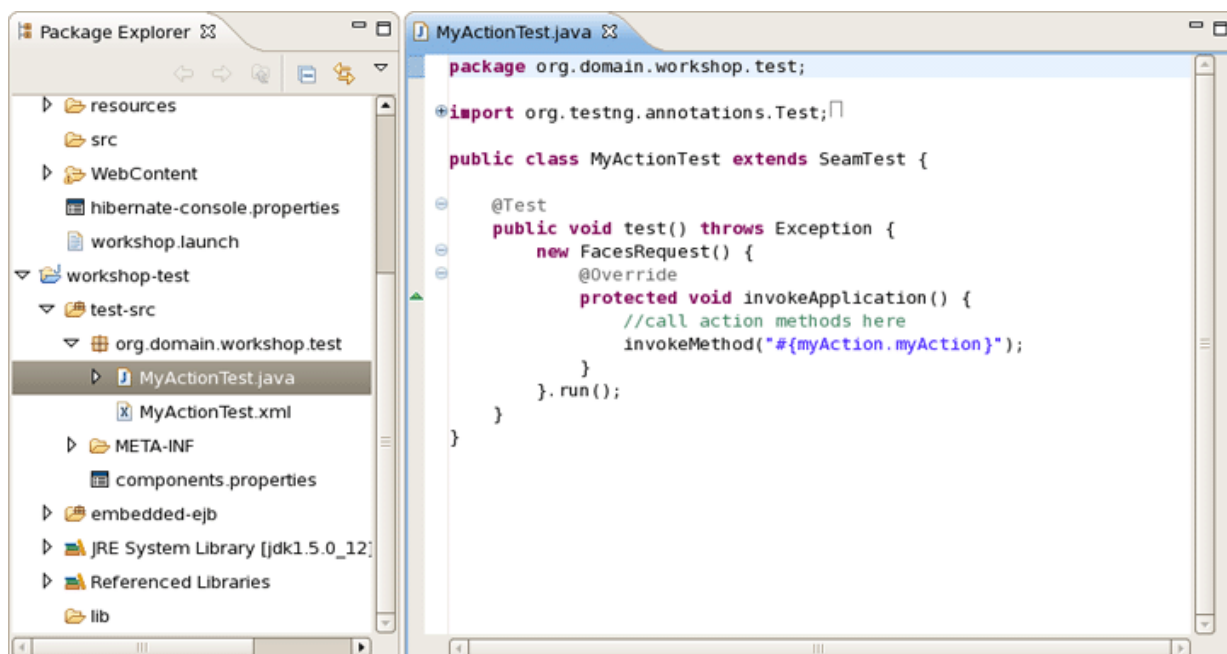 Package Explorer
resources
src
WebContent
hibernate-console.properties
workshop.launch
workshop-test
test-src
org.domain.workshop.test
MyActionTest.java
MyActionTest.xml
META-INF
components.properties
embedded-ejb
JRE System Library [jdk1.5.0_12]
Referenced Libraries
lib
MyActionTest.java
package org.domain.workshop.test;
import org.testng.annotations.Test;
public class MyActionTest extends SeamTest {
@Test
public void test() throws Exception {
new FacesRequest() {
@Override
protected void invokeApplication() {
//call action methods here
invokeMethod("#{myAction.myAction}");
}
}.run();
}
}